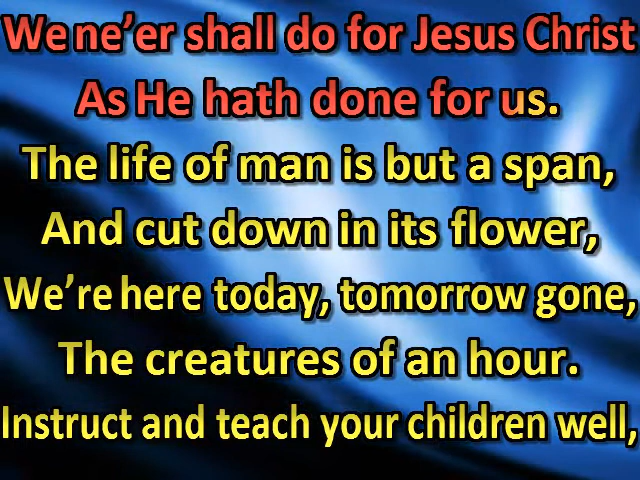 We ne’er shall do for Jesus Christ
As He hath done for us.
The life of man is but a span,
And cut down in its flower,
We’re here today, tomorrow gone,
The creatures of an hour.
Instruct and teach your children well,